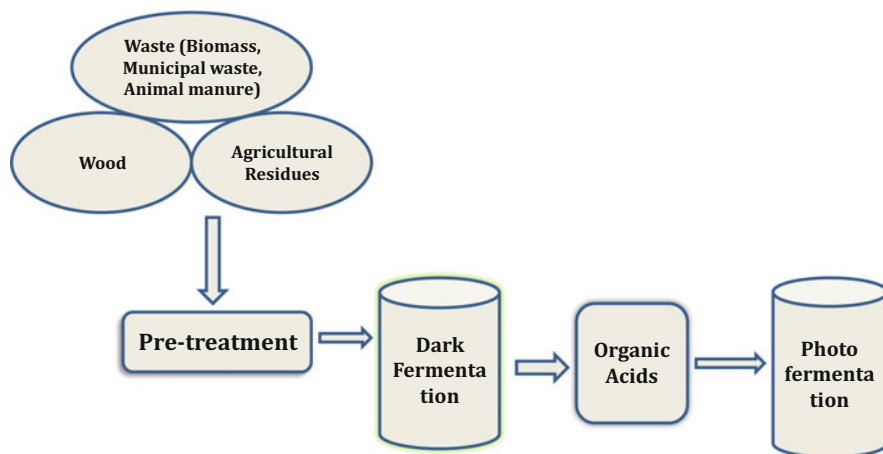 Waste (Biomass,
Municipal waste,
Animal manure)
Wood
Agricultural
Residues
Pre-treatment
Dark
Fermenta
tion
Organic
Acids
Photo
fermenta
tion